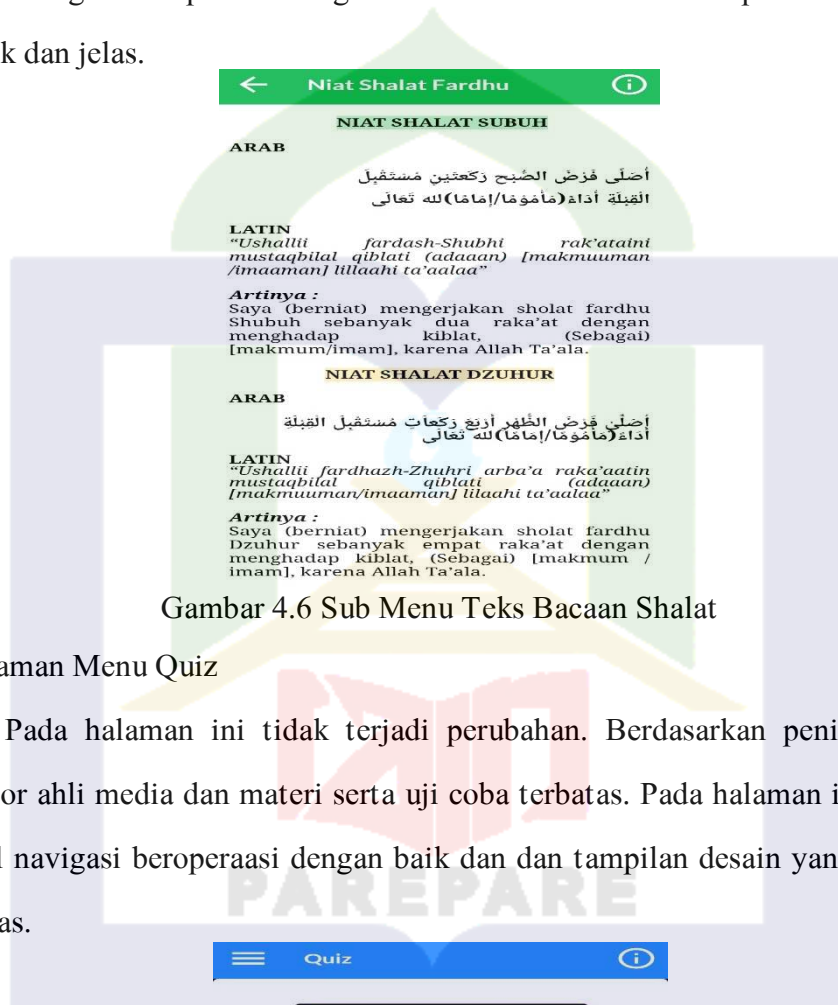 k dan jelas.
Niat Shalat Fardhu
NIAT SHALAT SUBUH
ARAB
أُصَلِّى فَرْضَ الصُّبْحِ رَكْعَتَيْنِ مُسْتَقْبِلَ
الْقِبْلَةِ أَدَاءً(مَأْمُوْمًا/إِمَامًا)لله تَعَالَى
LATIN
“Ushallii fardash-Shubhi rak’ataini
mustaqbilal qiblati (adaaan) [makmuuman
/imaaman] lillaahi ta’aalaa”
Artinya :
Saya (berniat) mengerjakan sholat fardhu
Shubuh sebanyak dua raka’at dengan
menghadap kiblat, (Sebagai)
[makmum/imam], karena Allah Ta’ala.
NIAT SHALAT DZUHUR
ARAB
أُصَلِّي فَرْضَ الظُّهْرِ أَرْبَعَ رَكَعَاتٍ مُسْتَقْبِلَ الْقِبْلَةِ
أَدَاءً(مَأْمُوْمًا/إِمَامًا)لله تَعَالَى
LATIN
“Ushallii fardhazh-Zhuhri arba’a raka’aatin
mustaqbilal qiblati (adaaan)
[makmuuman/imaaman] lilaahi ta’aalaa”
Artinya :
Saya (berniat) mengerjakan sholat fardhu
Dzuhur sebanyak empat raka’at dengan
menghadap kiblat, (Sebagai) [makmum /
imam], karena Allah Ta’ala.
Gambar 4.6 Sub Menu Teks Bacaan Shalat
aman Menu Quiz
Pada halaman ini tidak terjadi perubahan. Berdasarkan peni
or ahli media dan materi serta uji coba terbatas. Pada halaman i
l navigasi beroperaasi dengan baik dan dan tampilan desain yan
as.
PAREPARE
Quiz